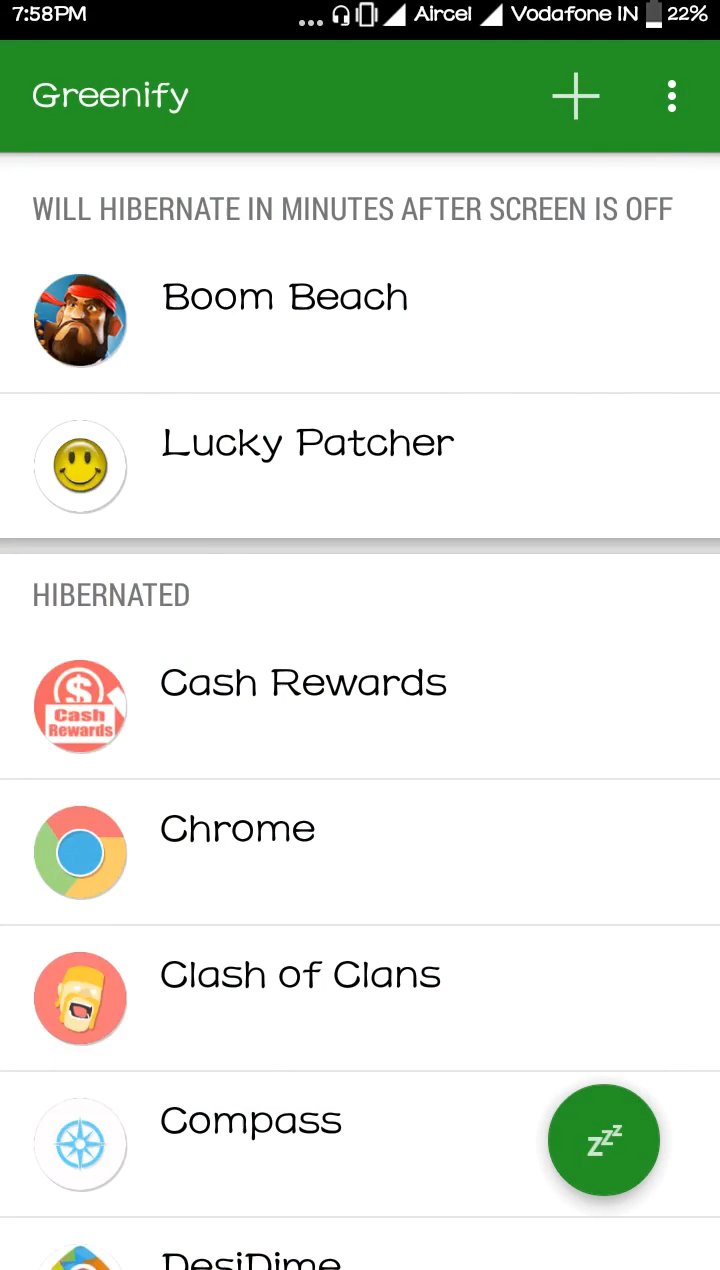 7:58PM ... Aircel Vodafone IN 22%
Greenify
WILL HIBERNATE IN MINUTES AFTER SCREEN IS OFF
Boom Beach
Lucky Patcher
HIBERNATED
$
Cash
Rewards
Cash Rewards
Chrome
Clash of Clans
Compass
zzz
DesiDime